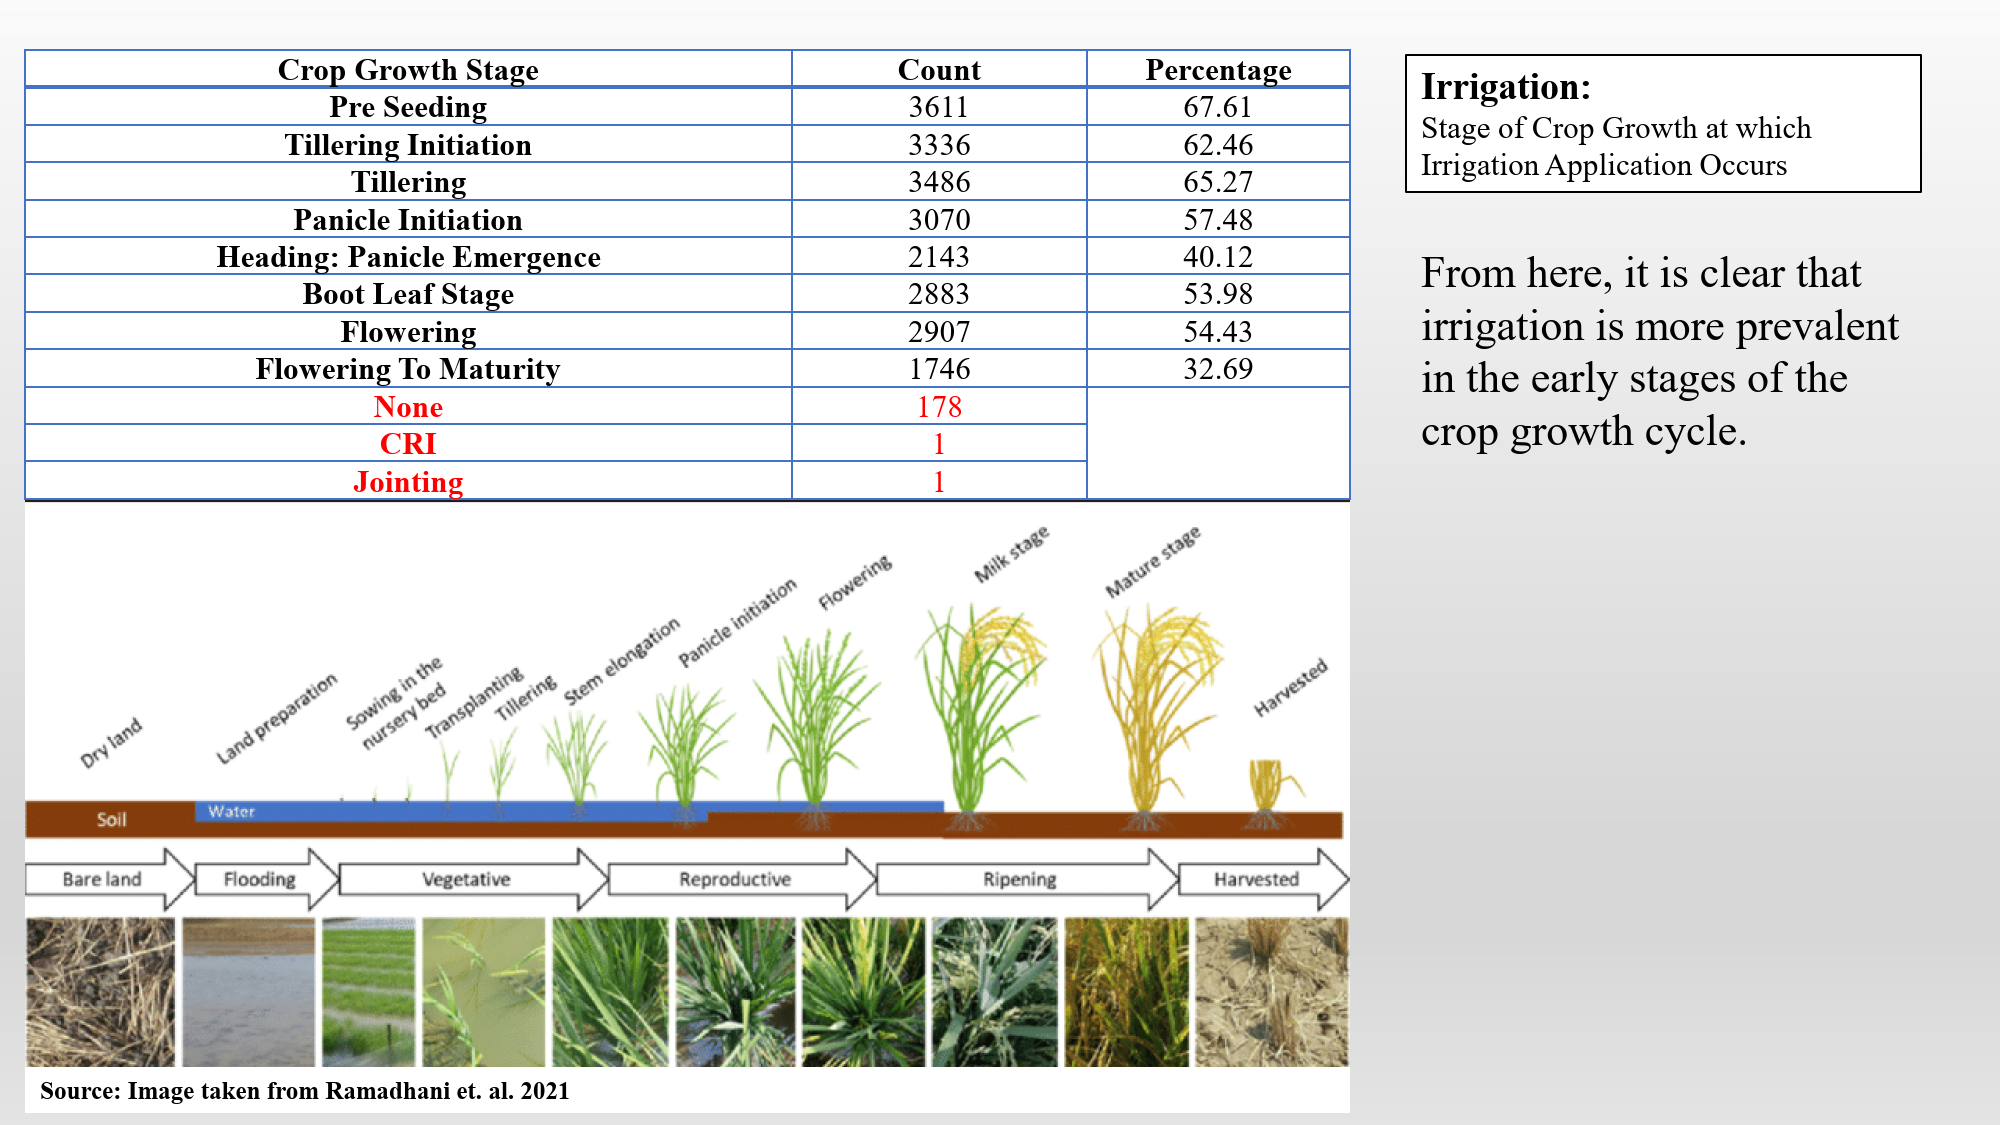 Crop Growth Stage Count Percentage
Pre Seeding 3611 67.61
Tillering Initiation 3336 62.46
Tillering 3486 65.27
Panicle Initiation 3070 57.48
Heading: Panicle Emergence 2143 40.12
Boot Leaf Stage 2883 53.98
Flowering 2907 54.43
Flowering To Maturity 1746 32.69
None 178
CRI 1
Jointing 1
Irrigation:
Stage of Crop Growth at which
Irrigation Application Occurs
From here, it is clear that
irrigation is more prevalent
in the early stages of the
crop growth cycle.
Dry land
Land preparation
Sowing in the
nursery bed
Transplanting
Tillering
Stem elongation
Panicle initiation
Flowering
Milk stage
Mature stage
Harvested
Soil
Water
Bare land
Flooding
Vegetative
Reproductive
Ripening
Harvested
Source: Image taken from Ramadhani et. al. 2021